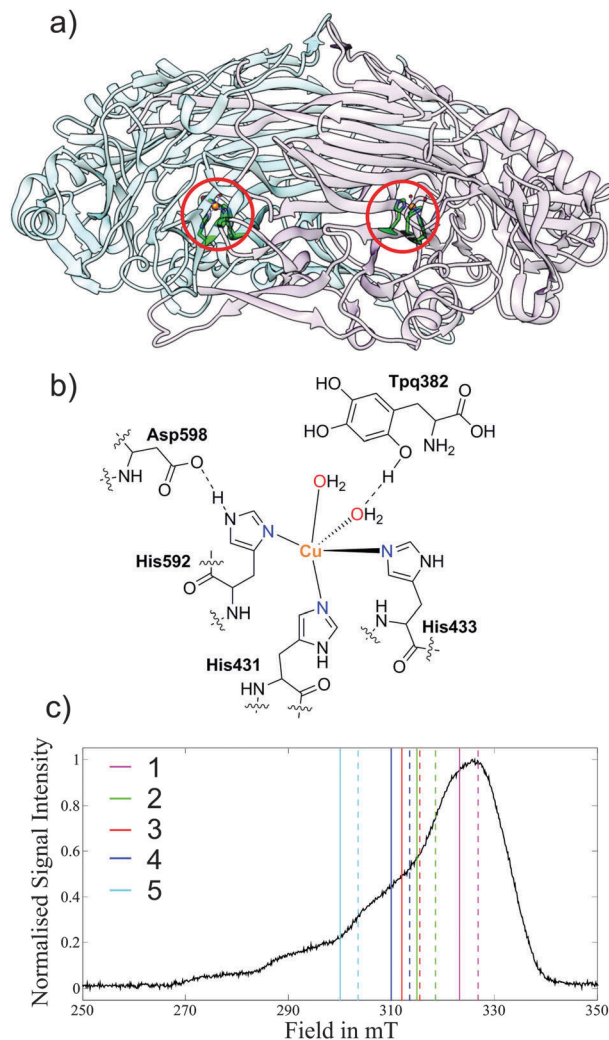 a)
b)
Tpq382
HO
O
HO
OH
NH₂
O
Asp598
O
H
NH
O
OH₂
H
OH₂
HN
N
Cu
N
NH
His592
O
NH
N
NH
O
His433
His431
NH
HN
O
c)
Normalised Signal Intensity
1
0.8
0.6
0.4
0.2
0
1
2
3
4
5
250
270
290
310
330
350
Field in mT